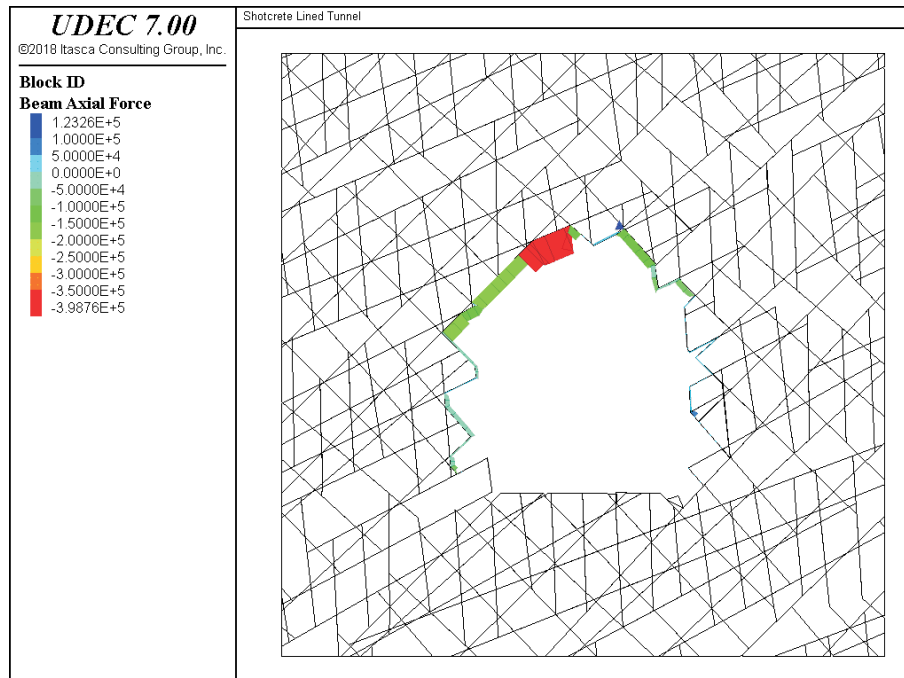 UDEC 7.00
©2018 Itasca Consulting Group, Inc.
Block ID
Beam Axial Force
1.2326E+5
1.0000E+5
5.0000E+4
0.0000E+0
-5.0000E+4
-1.0000E+5
-1.5000E+5
-2.0000E+5
-2.5000E+5
-3.0000E+5
-3.5000E+5
-3.9876E+5
Shotcrete Lined Tunnel